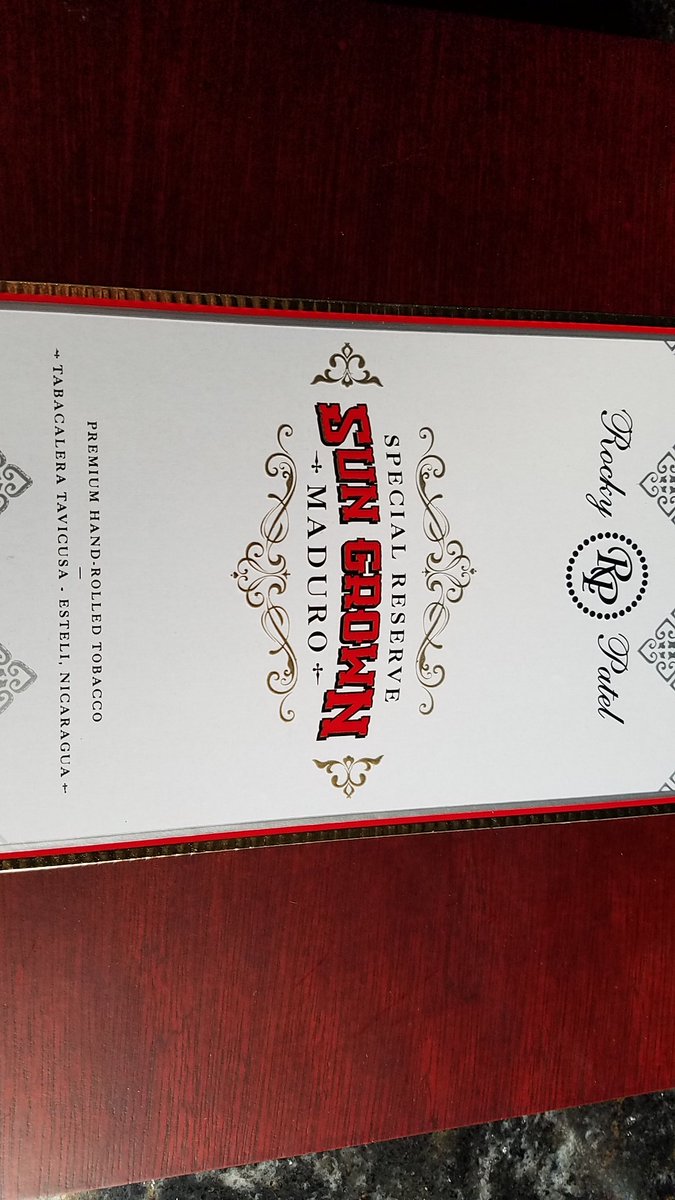 Rocky RP Patel
SPECIAL RESERVE
SUN GROWN
MADURO
PREMIUM HAND-ROLLED TOBACCO
TABACALERA TAVICUSA - ESTELI, NICARAGUA